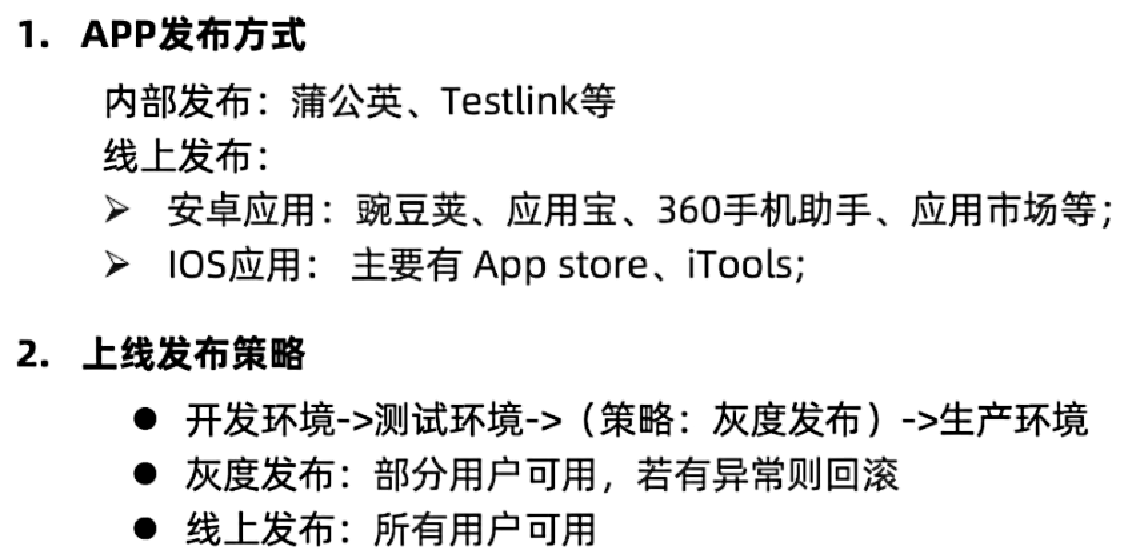 1. APP发布方式
内部发布：蒲公英、Testlink等
线上发布：
➢ 安卓应用：豌豆荚、应用宝、360手机助手、应用市场等；
➢ IOS应用： 主要有 App store、iTools;
2. 上线发布策略
● 开发环境->测试环境->（策略：灰度发布）->生产环境
● 灰度发布：部分用户可用，若有异常则回滚
● 线上发布：所有用户可用